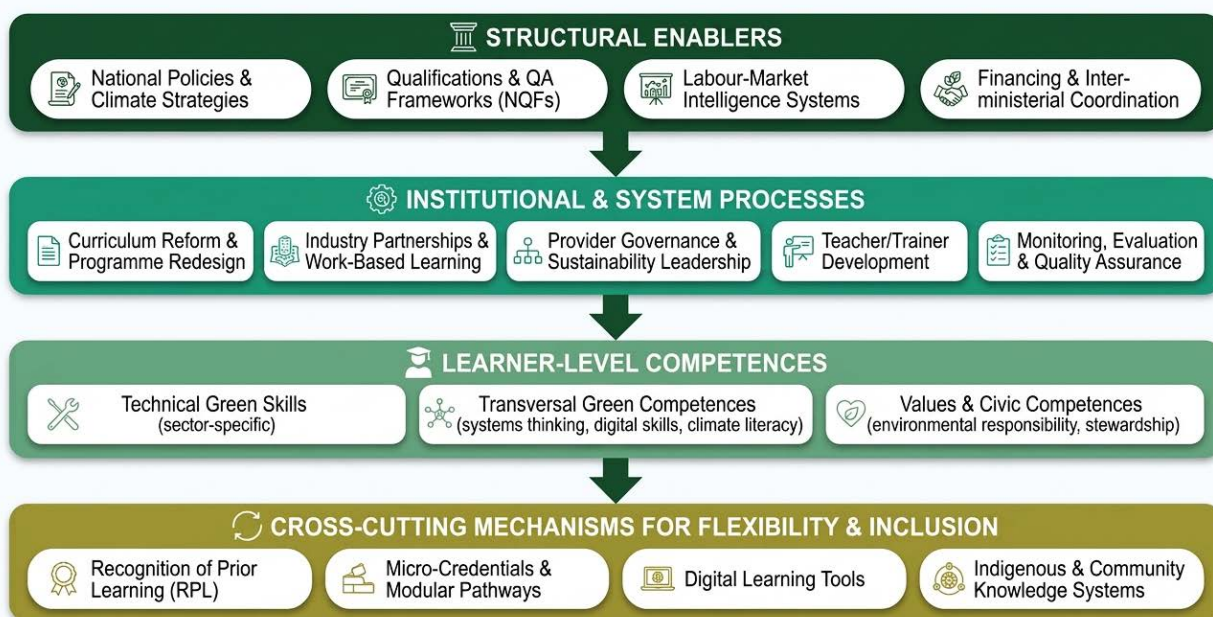 STRUCTURAL ENABLERS
National Policies &
Climate Strategies
Qualifications & QA
Frameworks (NQFs)
Labour-Market
Intelligence Systems
Financing & Inter-
ministerial Coordination
INSTITUTIONAL & SYSTEM PROCESSES
Curriculum Reform &
Programme Redesign
Industry Partnerships &
Work-Based Learning
Provider Governance &
Sustainability Leadership
Teacher/Trainer
Development
Monitoring, Evaluation
& Quality Assurance
LEARNER-LEVEL COMPETENCES
Technical Green Skills
(sector-specific)
Transversal Green Competences
(systems thinking, digital skills, climate literacy)
Values & Civic Competences
(environmental responsibility, stewardship)
CROSS-CUTTING MECHANISMS FOR FLEXIBILITY & INCLUSION
Recognition of Prior
Learning (RPL)
Micro-Credentials &
Modular Pathways
Digital Learning Tools
Indigenous & Community
Knowledge Systems